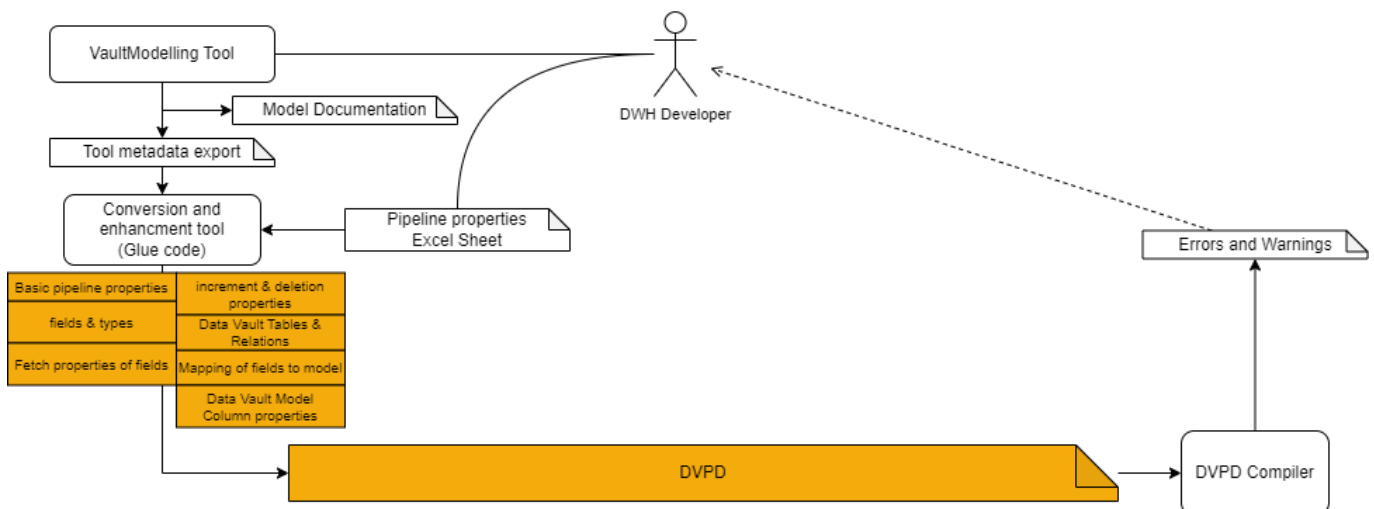 VaultModelling Tool
DWH Developer
Model Documentation
Tool metadata export
Conversion and
enhancment tool
(Glue code)
Pipeline properties
Excel Sheet
Errors and Warnings
Basic pipeline properties
increment & deletion
properties
fields & types
Data Vault Tables &
Relations
Fetch properties of fields
Mapping of fields to model
Data Vault Model
Column properties
DVPD
DVPD Compiler